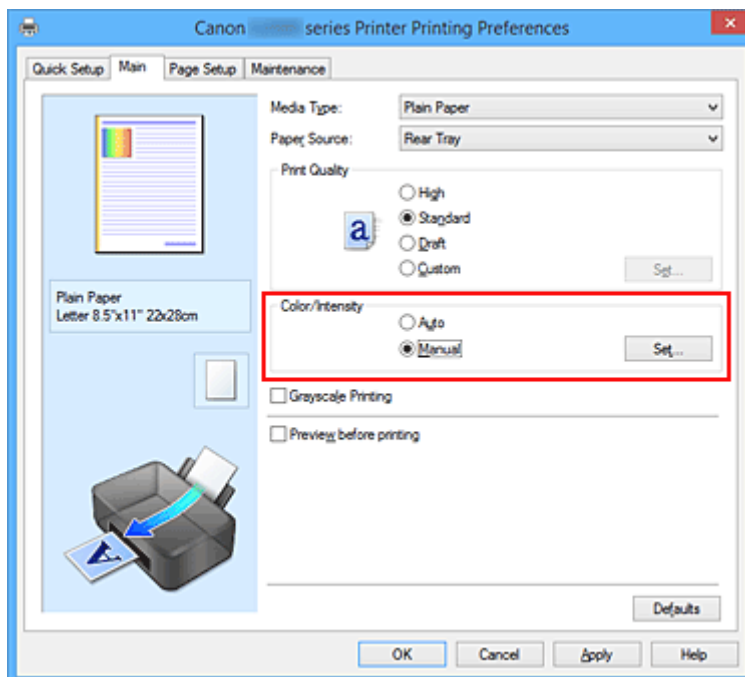 Canon series Printer Printing Preferences
Quick Setup Main Page Setup Maintenance
Media Type: Plain Paper
Paper Source: Rear Tray
Print Quality
High
a Standard
Draft
Custom Set...
Plain Paper
Letter 8.5"x11" 22x28cm
Color/Intensity
Auto
Manual Set...
Grayscale Printing
Preview before printing
A
Defaults
OK Cancel Apply Help